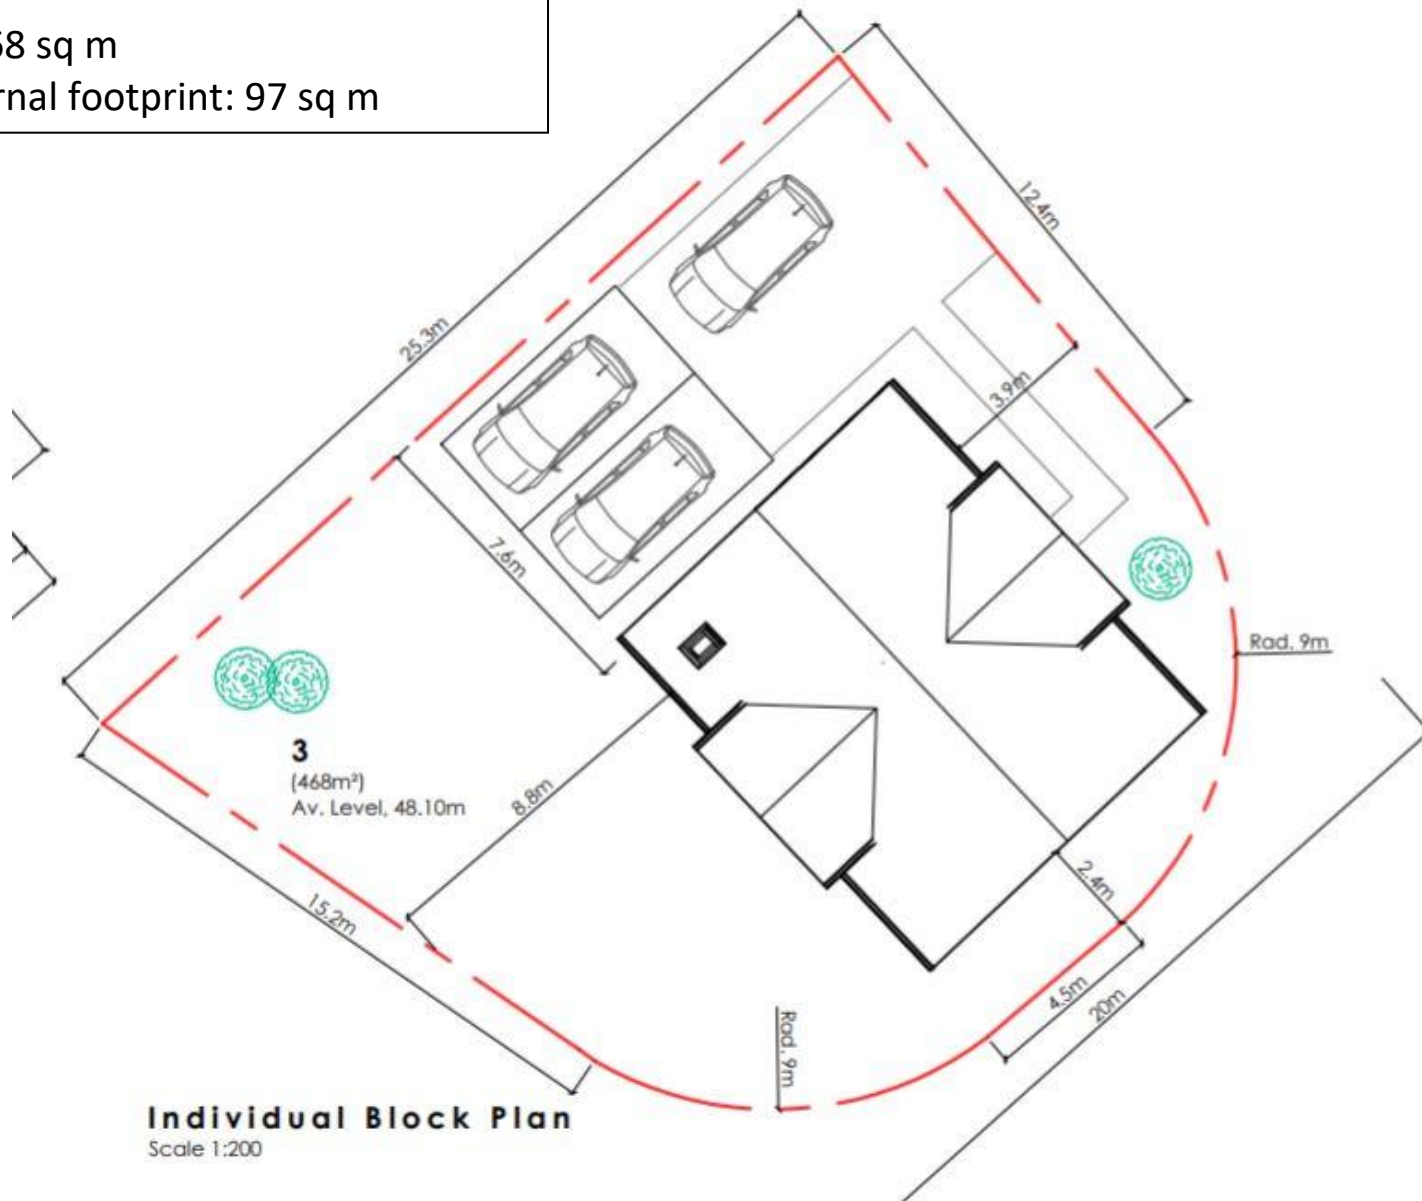 68 sq m
rnal footprint: 97 sq m
12.4m
25.3m
3.9m
7.6m
Rad. 9m
3
(468m²)
Av. Level, 48.10m
8.8m
2.4m
15.2m
4.5m
20m
Rad. 9m
Individual Block Plan
Scale 1:200